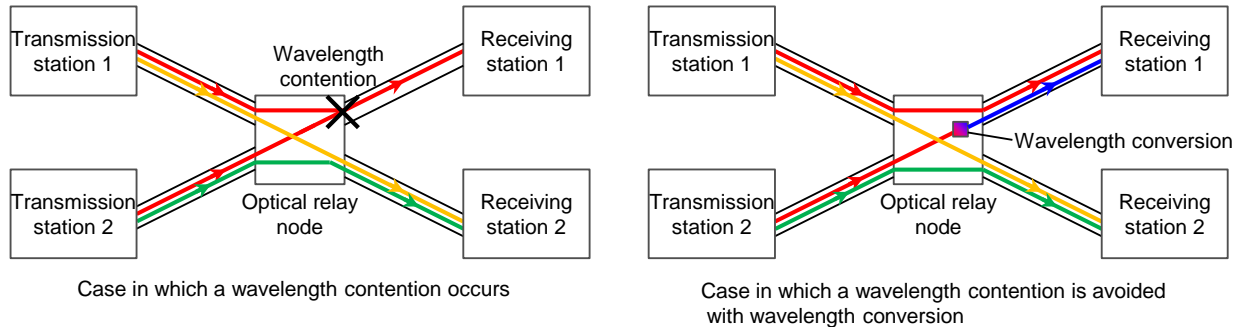 Transmission
station 1
Wavelength
contention
Receiving
station 1
Transmission
station 2
Optical relay
node
Receiving
station 2
Case in which a wavelength contention occurs
Transmission
station 1
Receiving
station 1
Wavelength conversion
Transmission
station 2
Optical relay
node
Receiving
station 2
Case in which a wavelength contention is avoided
with wavelength conversion